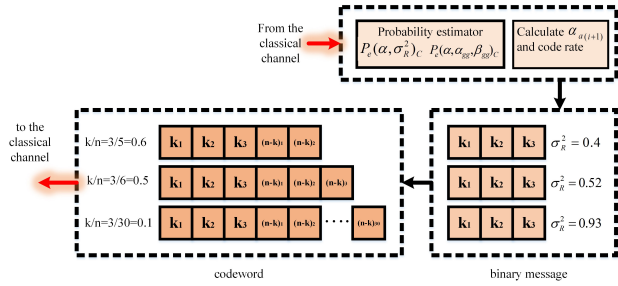 From the classical channel
Probability estimator
P_e(α,σ_R^2)_C P_e(α,α_gg,β_gg)_C
Calculate α_a(i+1) and code rate
to the classical channel
k/n=3/5=0.6
k1 k2 k3 (n-k)1 (n-k)2
k/n=3/6=0.5
k1 k2 k3 (n-k)1 (n-k)2 (n-k)3
k/n=3/30=0.1
k1 k2 k3 (n-k)1 (n-k)2 ····
k1 k2 k3 σ_R^2 = 0.4
k1 k2 k3 σ_R^2 = 0.52
k1 k2 k3 σ_R^2 = 0.93
codeword
binary message